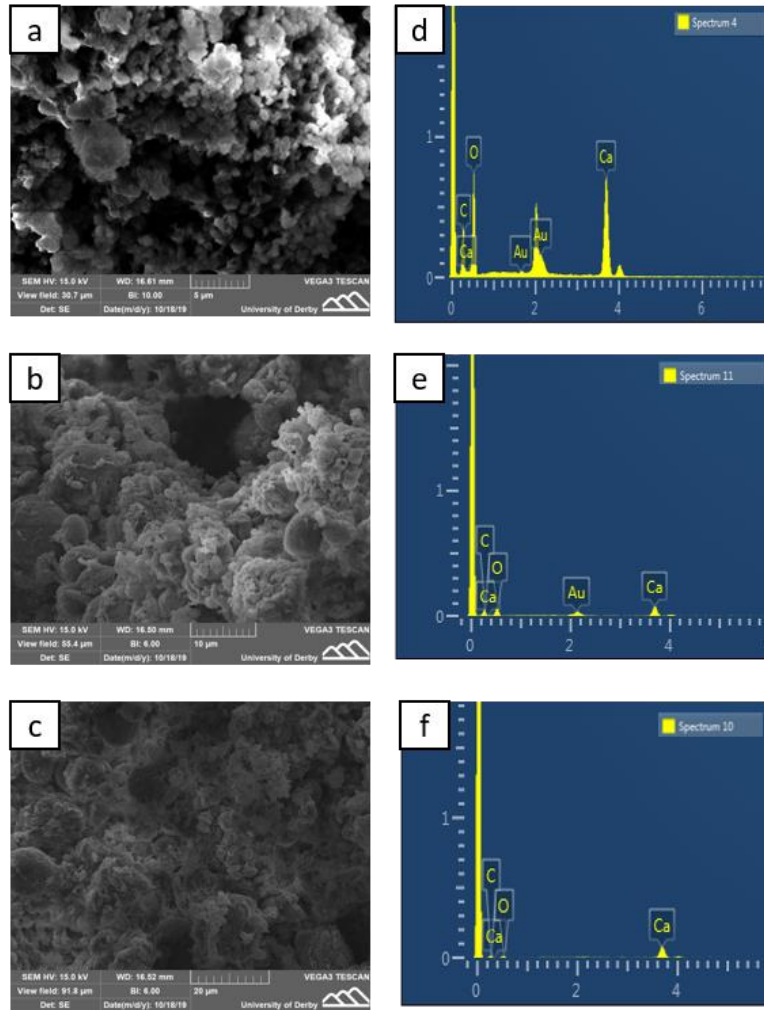 a
SEM HV: 15.0 kV WD: 16.61 mm VEGA3 TESCAN
View field: 30.7 µm BI: 10.00 5 µm
Det: SE Date(m/d/y): 10/18/19 University of Derby
d
Spectrum 4
1
O
Ca
C
Au
Au
Ca
0
0 2 4 6
b
SEM HV: 15.0 kV WD: 16.50 mm VEGA3 TESCAN
View field: 55.4 µm BI: 6.00 10 µm
Det: SE Date(m/d/y): 10/18/19 University of Derby
e
Spectrum 11
1
C
O
Ca
Au
Ca
0
0 2 4
c
SEM HV: 15.0 kV WD: 16.52 mm VEGA3 TESCAN
View field: 91.8 µm BI: 6.00 20 µm
Det: SE Date(m/d/y): 10/18/19 University of Derby
f
Spectrum 10
1
C
O
Ca
Ca
0
0 2 4